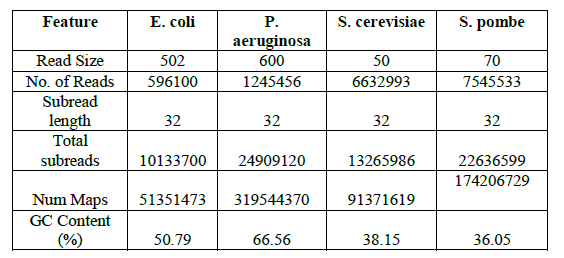 Feature E. coli P. aeruginosa S. cerevisiae S. pombe
Read Size 502 600 50 70
No. of Reads 596100 1245456 6632993 7545533
Subread length 32 32 32 32
Total subreads 10133700 24909120 13265986 22636599
Num Maps 51351473 319544370 91371619 174206729
GC Content (%) 50.79 66.56 38.15 36.05